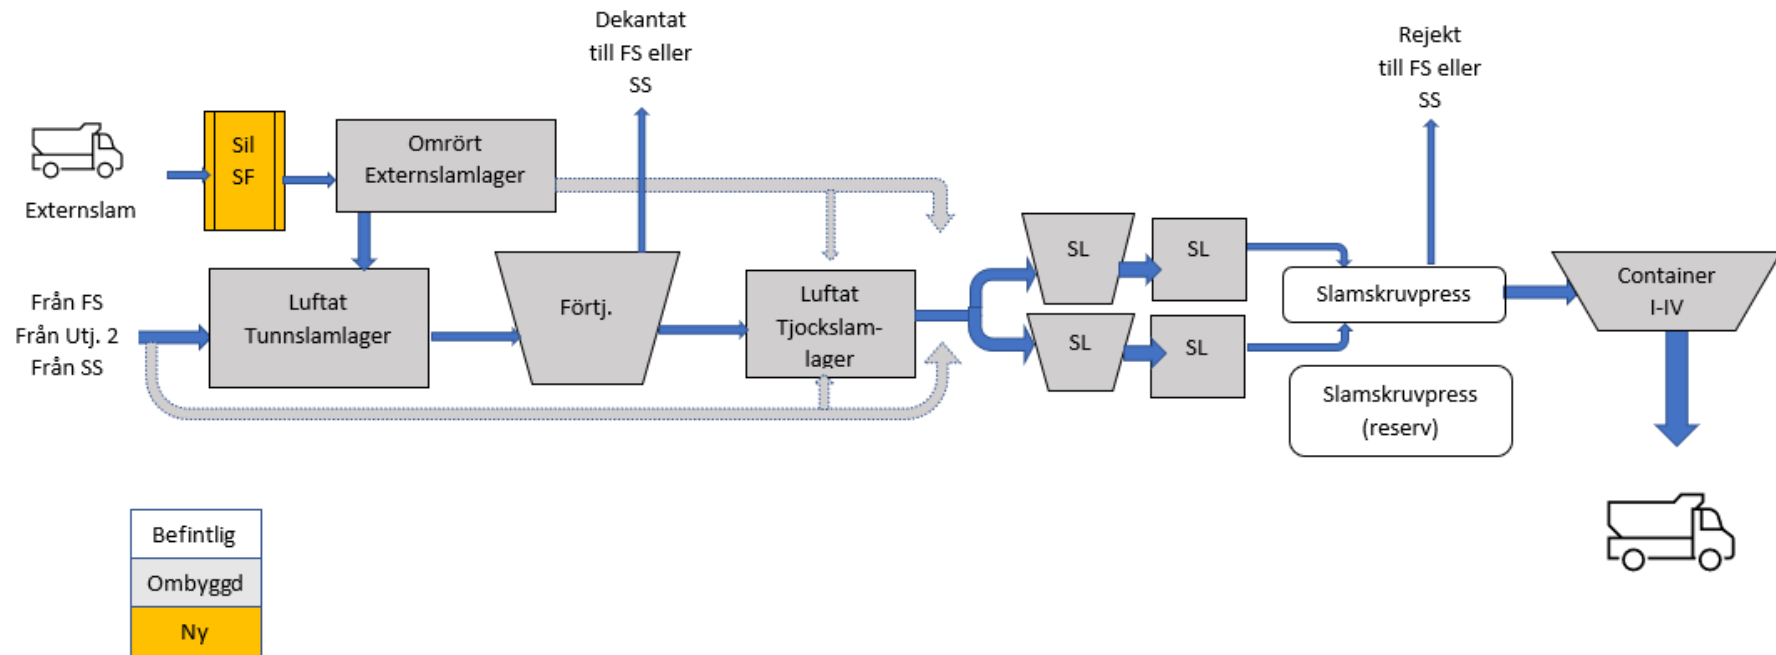 Dekantat
till FS eller
SS
Rejekt
till FS eller
SS
Externslam
Sil
SF
Omrört
Externslamlager
Från FS
Från Utj. 2
Från SS
Luftat
Tunnslamlager
Förtj.
Luftat
Tjockslam-
lager
SL
SL
SL
SL
Slamskruvpress
Slamskruvpress
(reserv)
Container
I-IV
Befintlig
Ombyggd
Ny